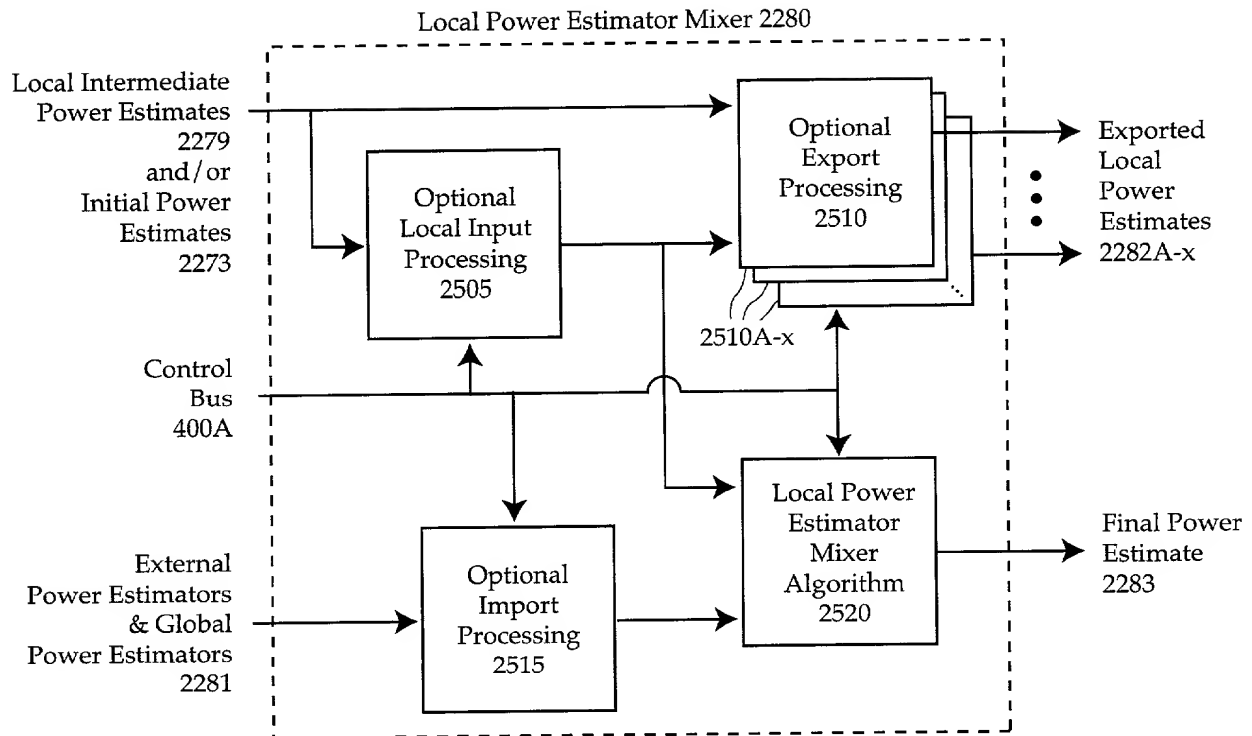 Local Power Estimator Mixer 2280
Local Intermediate
Power Estimates
2279
and/or
Initial Power
Estimates
2273
Optional
Local Input
Processing
2505
Optional
Export
Processing
2510
2510A-x
Exported
Local
Power
Estimates
2282A-x
Control
Bus
400A
External
Power Estimators
& Global
Power Estimators
2281
Optional
Import
Processing
2515
Local Power
Estimator
Mixer
Algorithm
2520
Final Power
Estimate
2283